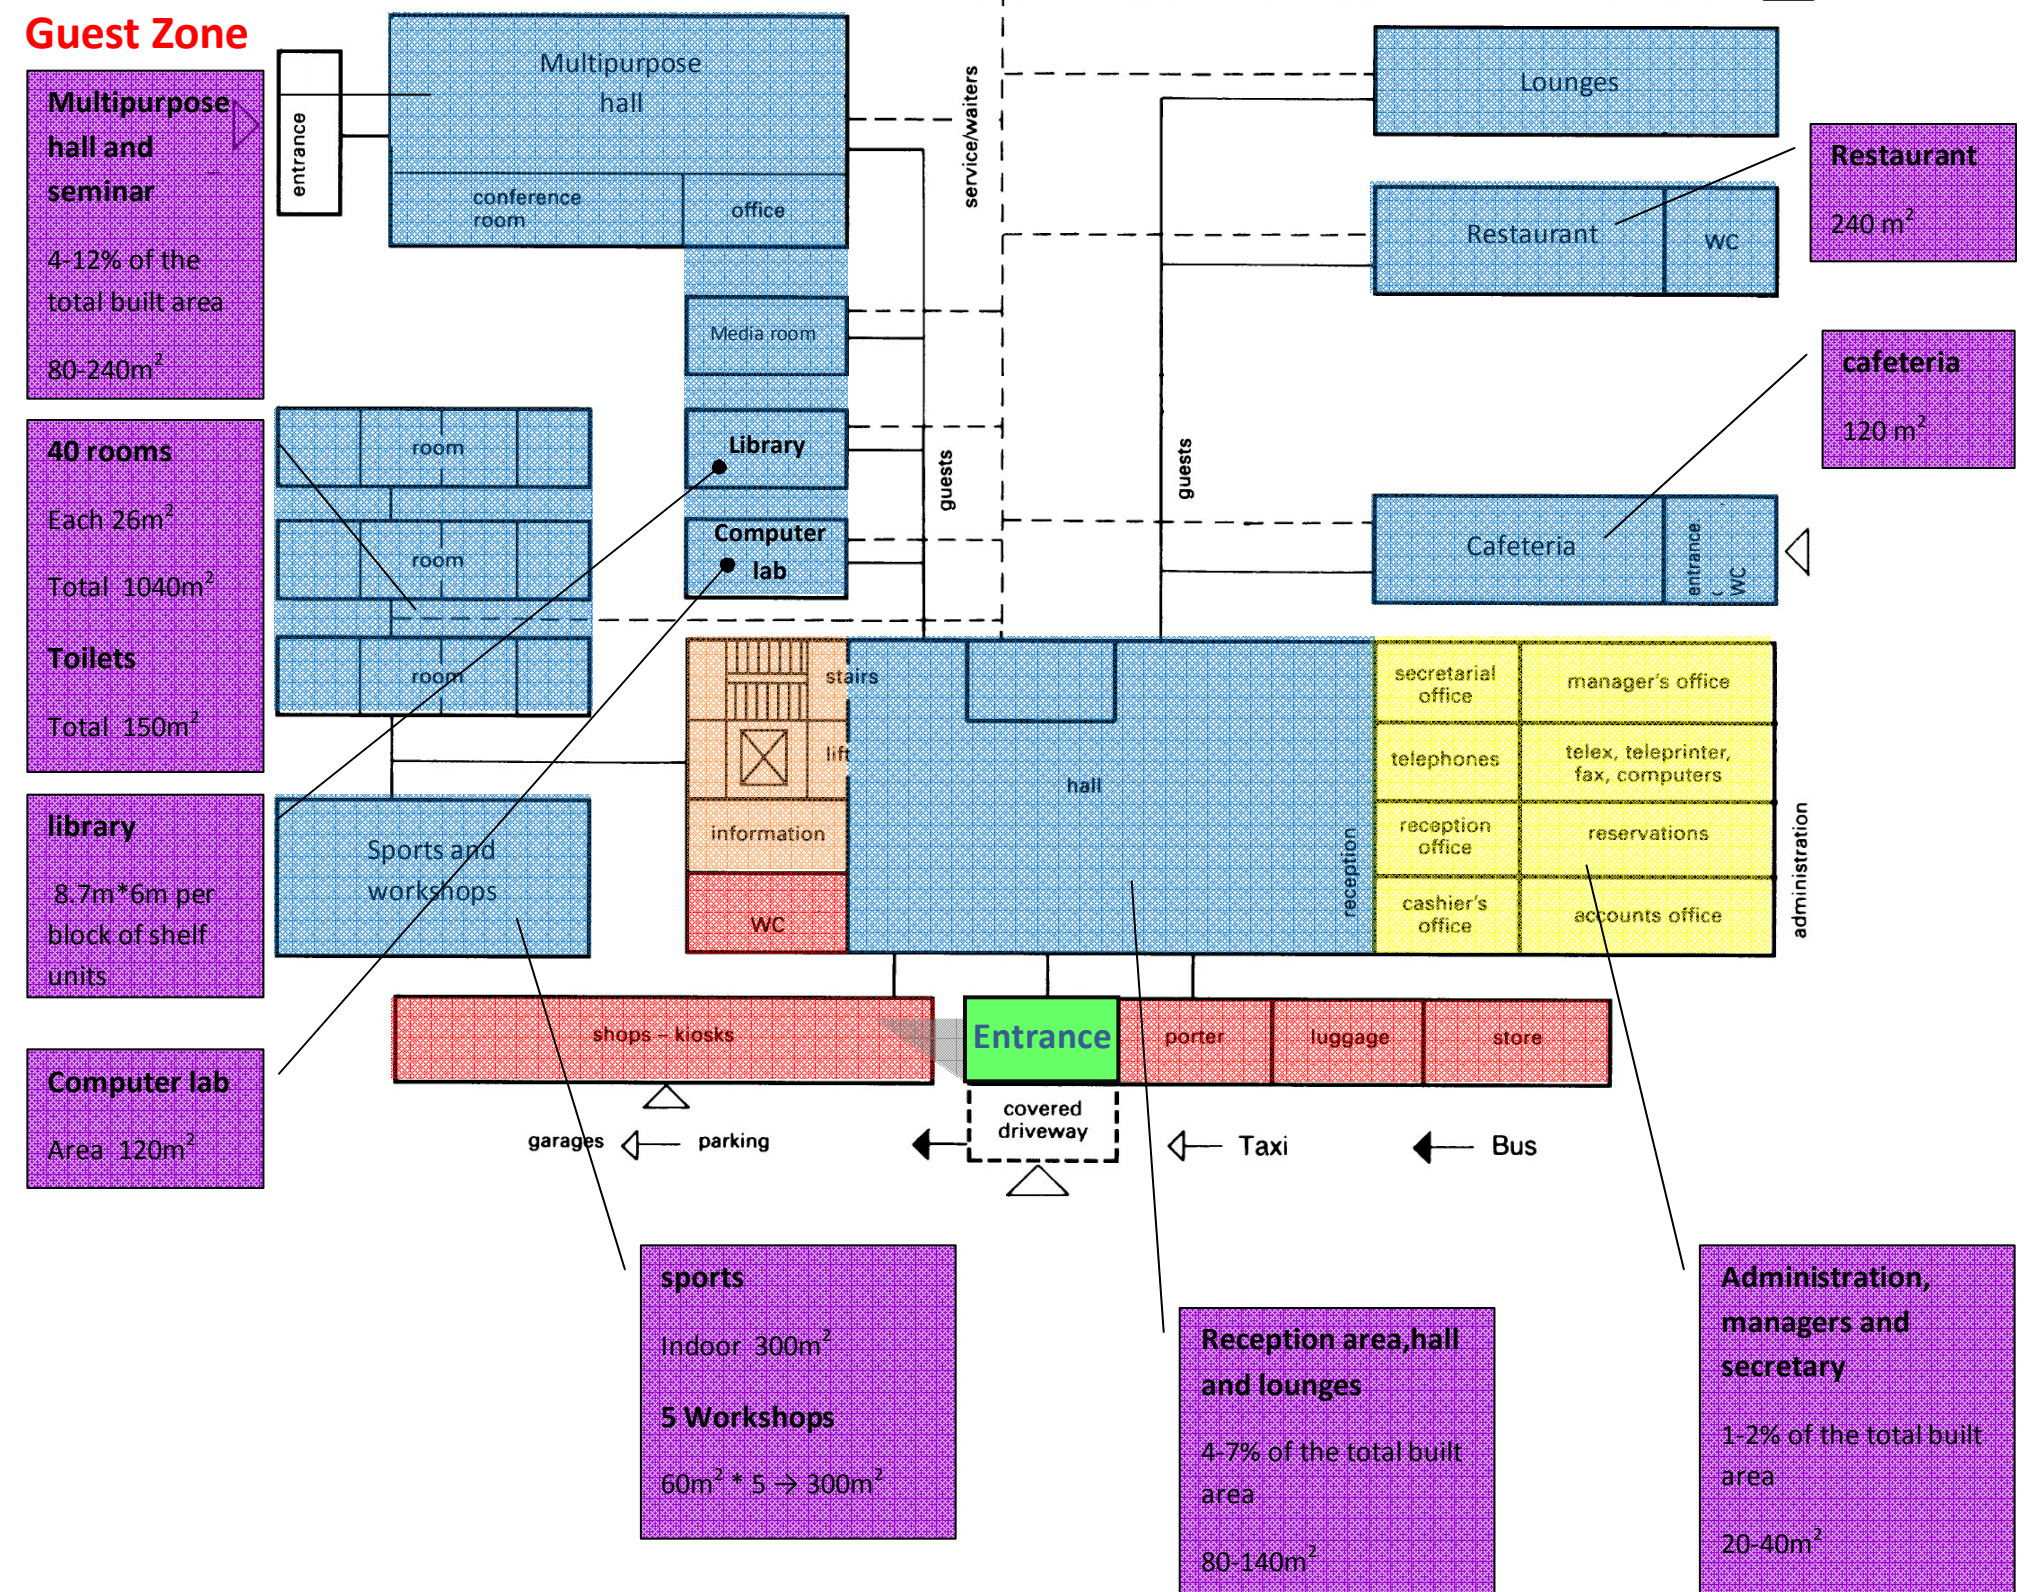 Guest Zone
Multipurpose
hall and
seminar
4-12% of the
total built area
80-240m²
40 rooms
Each 26m²
Total 1040m²
Toilets
Total 150m²
library
8.7m*6m per
block of shelf
units
Computer lab
Area 120m²
entrance
Multipurpose
hall
conference
room
office
Media room
Library
Computer
lab
room
room
room
Sports and
workshops
service/waiters
guests
guests
Lounges
Restaurant
WC
Cafeteria
entrance
WC
Restaurant
240 m²
cafeteria
120 m²
stairs
lift
information
WC
hall
reception
secretarial
office
manager's office
telephones
telex, teleprinter,
fax, computers
reception
office
reservations
cashier's
office
accounts office
administration
shops – kiosks
Entrance
porter
luggage
store
covered
driveway
garages
parking
Taxi
Bus
sports
Indoor 300m²
5 Workshops
60m² * 5 → 300m²
Reception area,hall
and lounges
4-7% of the total built
area
80-140m²
Administration,
managers and
secretary
1-2% of the total built
area
20-40m²